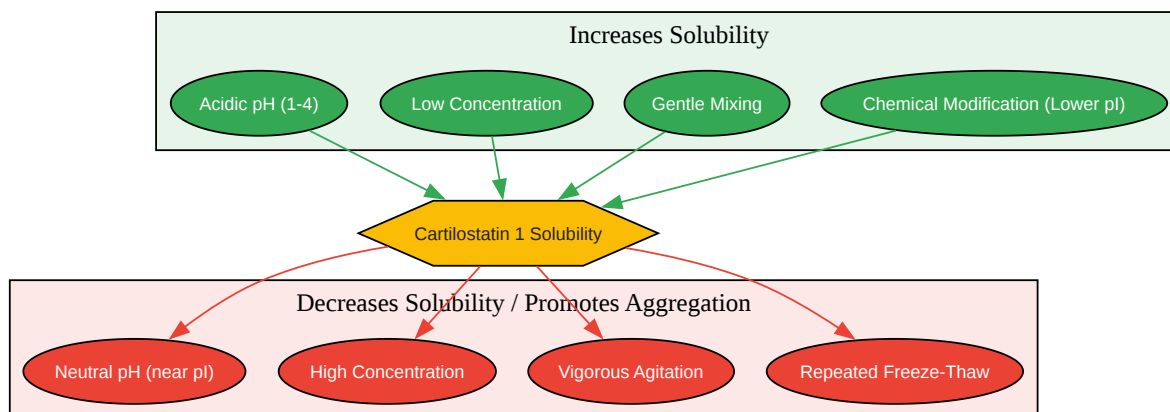 Increases Solubility
Acidic pH (1-4)
Low Concentration
Gentle Mixing
Chemical Modification (Lower pI)
Cartilostatin 1 Solubility
Decreases Solubility / Promotes Aggregation
Neutral pH (near pI)
High Concentration
Vigorous Agitation
Repeated Freeze-Thaw